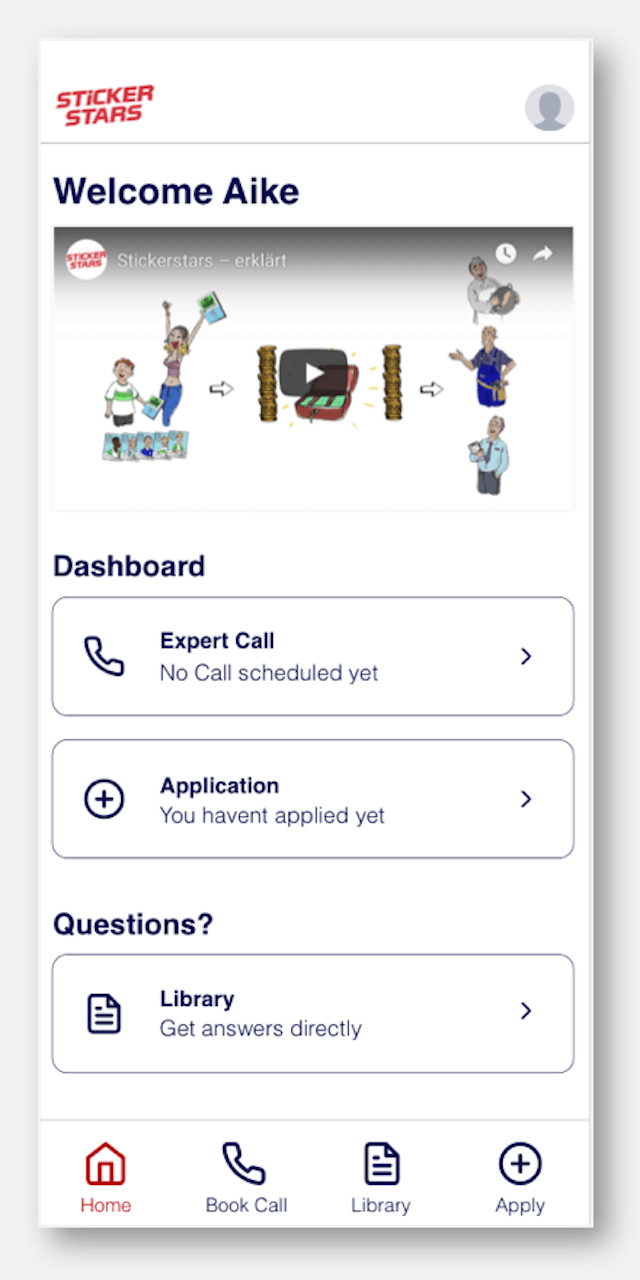 STiCKER
STARS
Welcome Aike
STICKER
STARS
Stickerstars – erklärt
Dashboard
Expert Call
No Call scheduled yet
Application
You havent applied yet
Questions?
Library
Get answers directly
Home
Book Call
Library
Apply